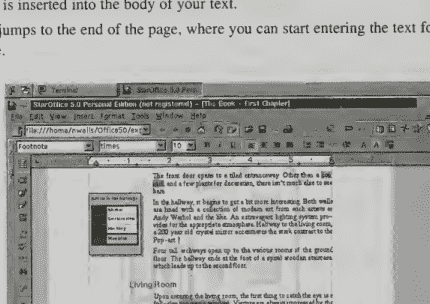 is inserted into the body of your text.
jumps to the end of the page, where you can start entering the text fo
Terminal StarOffice 5.0 Pers
StarOffice 5.0 Personal Edition (not registered) - [The Book - First Chapter]
File Edit View Insert Format Tools Window Help
file:///home/nwells/Office50/ex
Footnote times 10
The front door opens to a tiled entranceway. Other than a
and a few plants for decoration, there isn't much else to see
here.
In the hallway, it begins to get a bit more interesting. Both walls
are lined with a collection of modern art from such artists as
Andy Warhol and the like. An extravagant lighting system pro-
vides for the appropriate atmosphere. Halfway to the living room,
a 200 year old crystal mirror accentuates the stark contrast to the
Pop-art !
Four tall archways open up to the various rooms of the ground
floor. The hallway ends at the foot of a spiral wooden staircase,
which leads up to the second floor.
Living Room
Upon entering the living room, the first thing to catch the eye is a